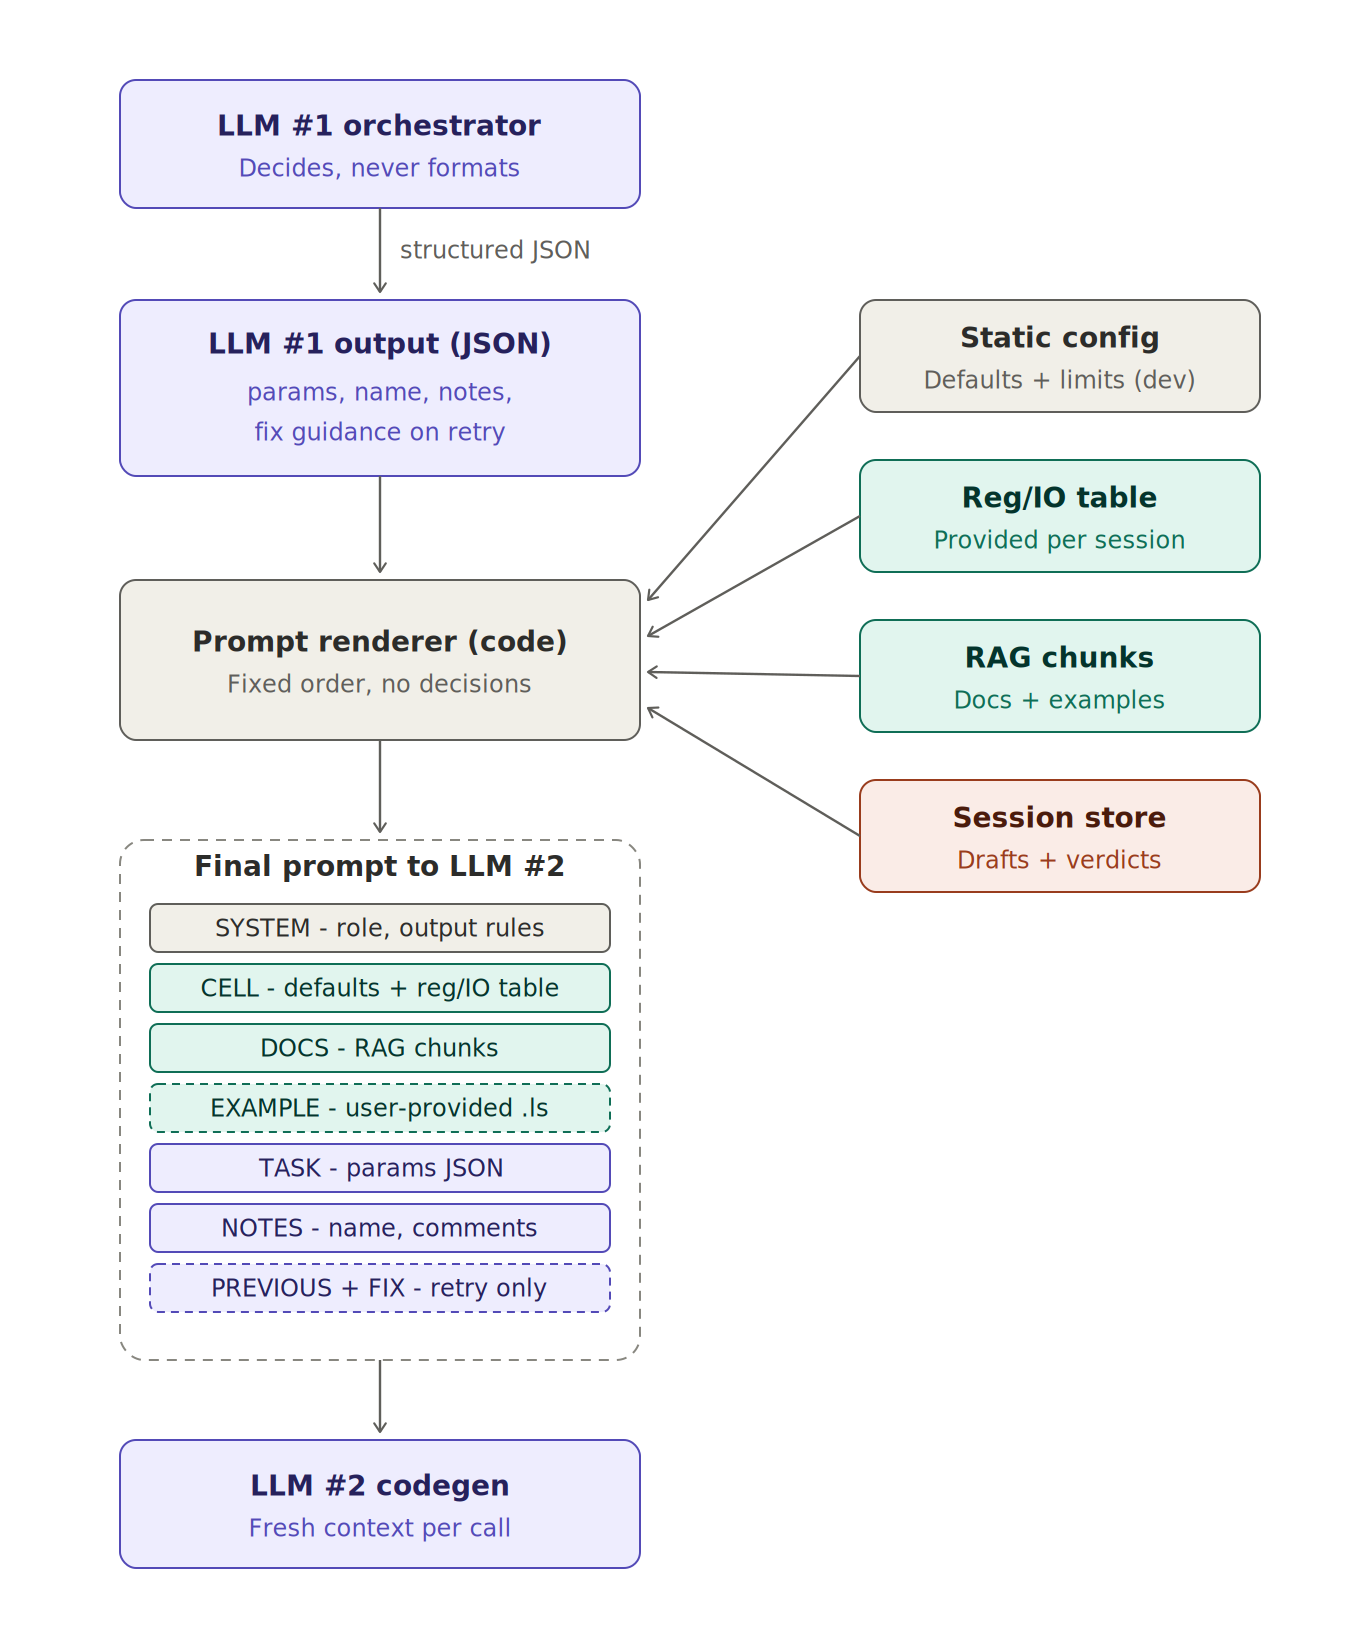 LLM #1 orchestrator
Decides, never formats
structured JSON
LLM #1 output (JSON)
params, name, notes,
fix guidance on retry
Static config
Defaults + limits (dev)
Reg/IO table
Provided per session
Prompt renderer (code)
Fixed order, no decisions
RAG chunks
Docs + examples
Session store
Drafts + verdicts
Final prompt to LLM #2
SYSTEM - role, output rules
CELL - defaults + reg/IO table
DOCS - RAG chunks
EXAMPLE - user-provided .ls
TASK - params JSON
NOTES - name, comments
PREVIOUS + FIX - retry only
LLM #2 codegen
Fresh context per call